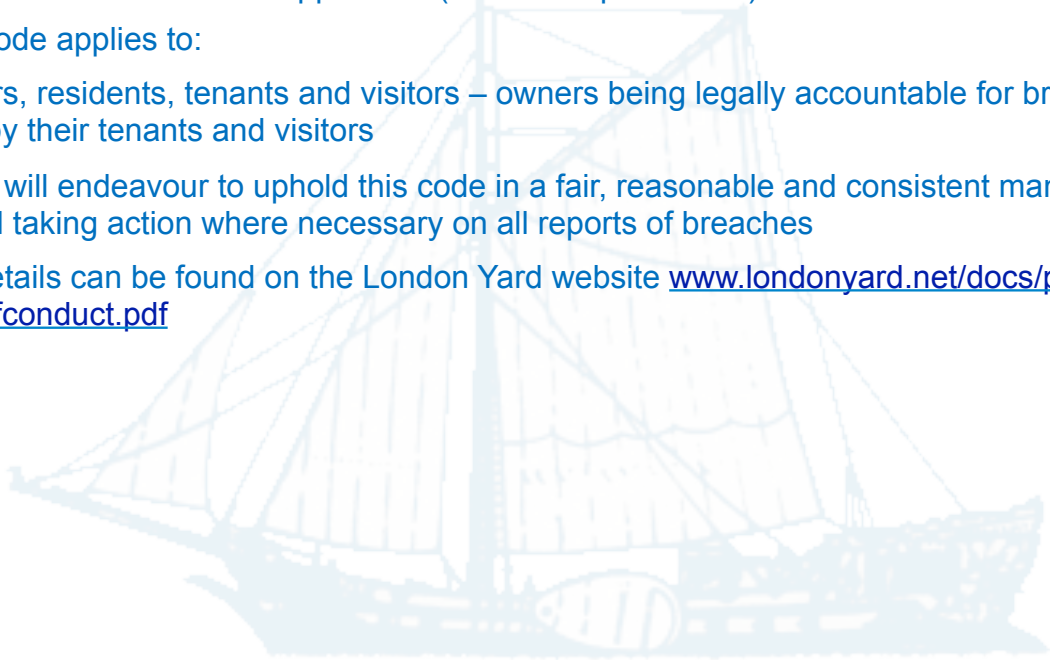 ode applies to:
rs, residents, tenants and visitors – owners being legally accountable for br
by their tenants and visitors
will endeavour to uphold this code in a fair, reasonable and consistent mar
l taking action where necessary on all reports of breaches
etails can be found on the London Yard website www.londonyard.net/docs/p
fconduct.pdf